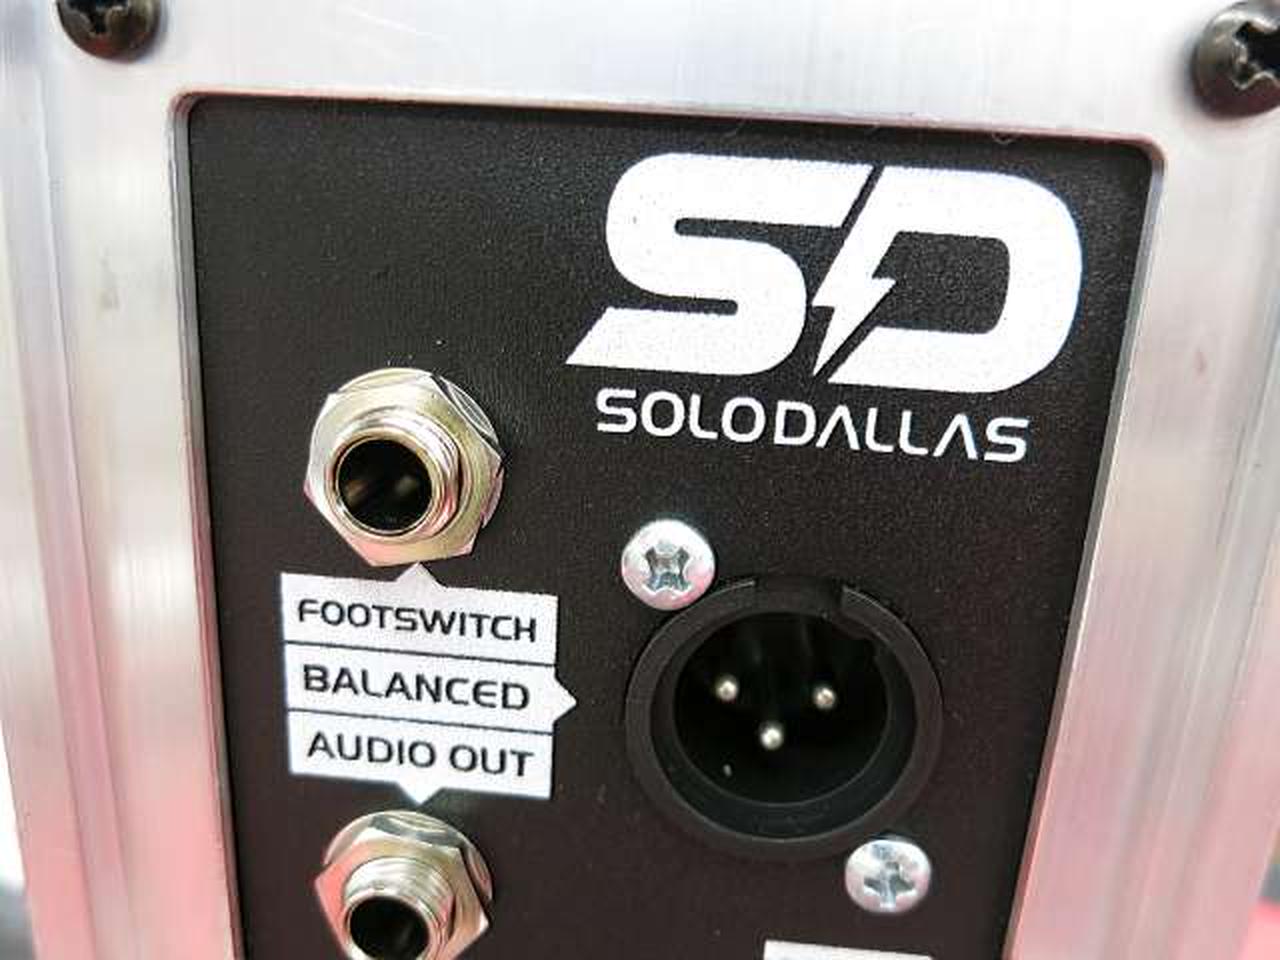 SD
SOLODALLAS
FOOTSWITCH
BALANCED
AUDIO OUT